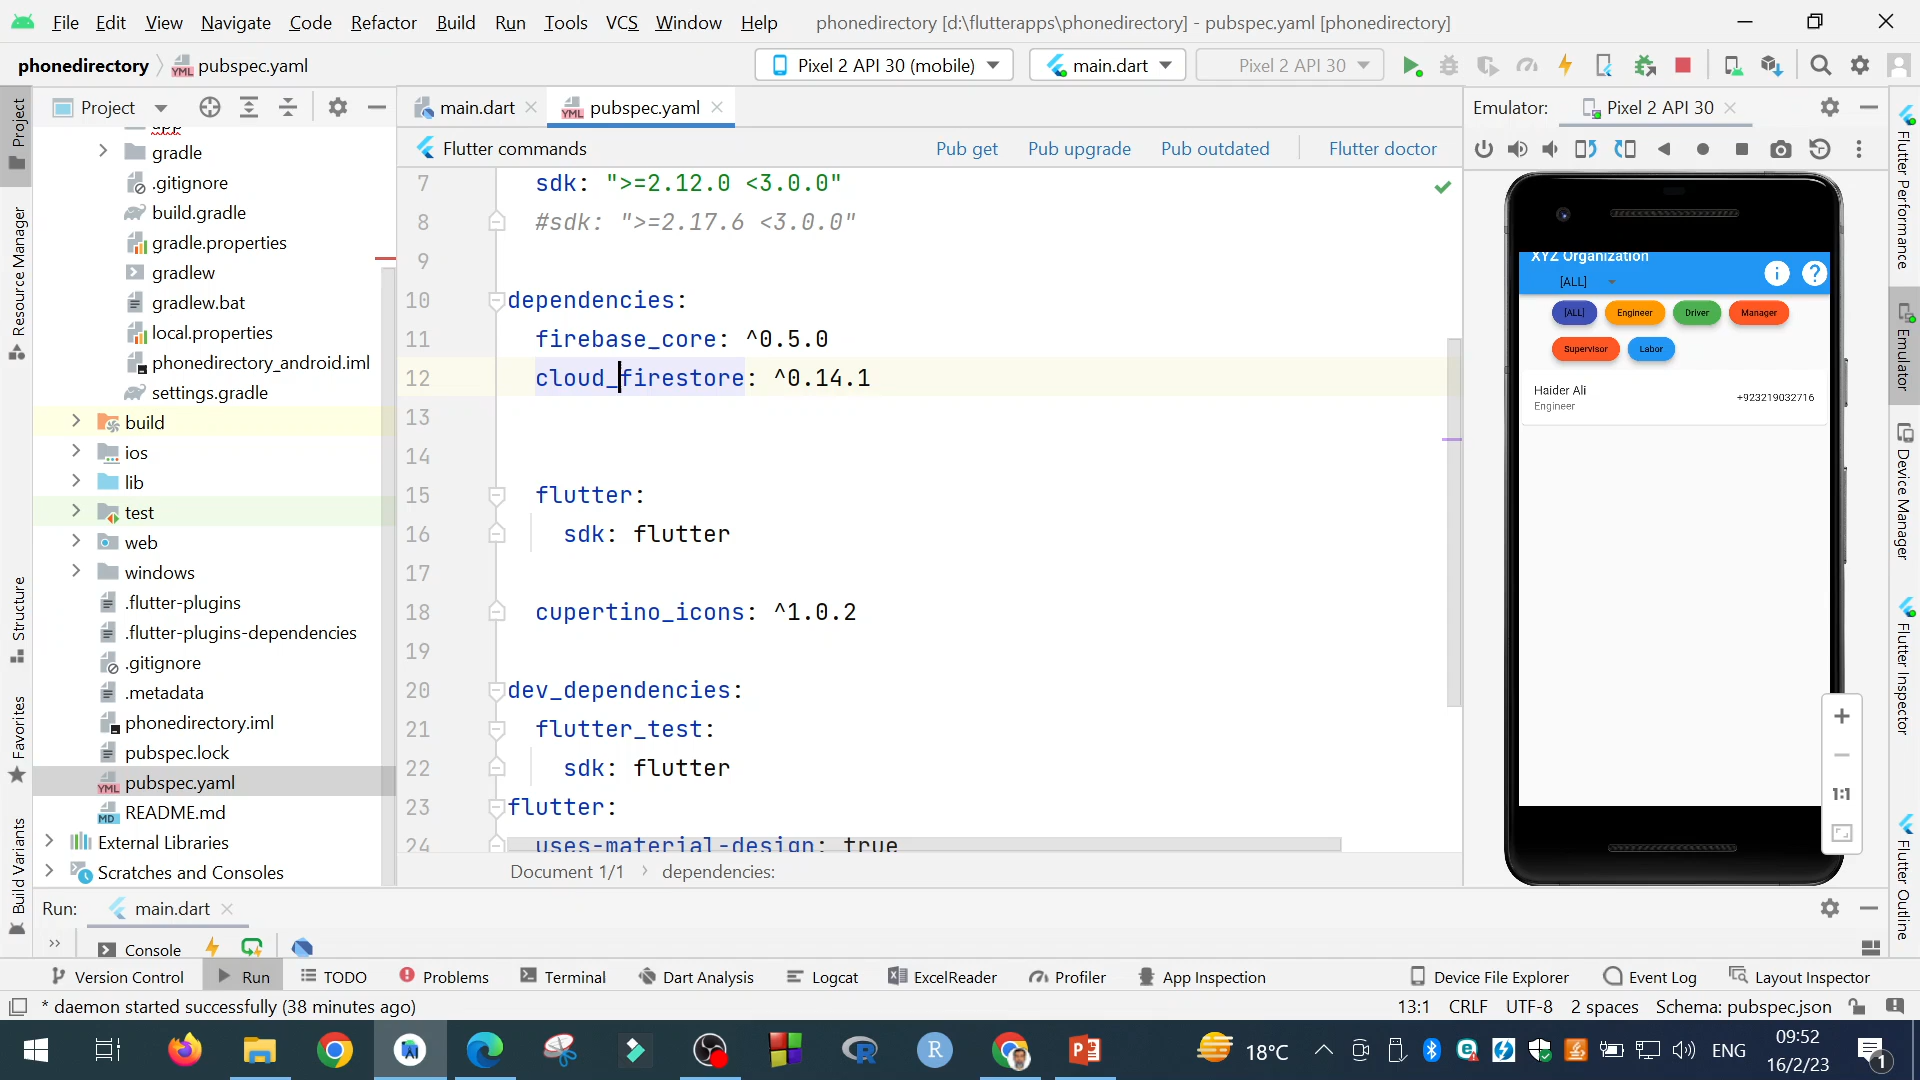 File Edit View Navigate Code Refactor Build Run Tools VCS Window Help phonedirectory [d:\flutterapps\phonedirectory] - pubspec.yaml [phonedirectory]
phonedirectory pubspec.yaml Pixel 2 API 30 (mobile) main.dart Pixel 2 API 30
Project main.dart pubspec.yaml Emulator: Pixel 2 API 30
Flutter commands Pub get Pub upgrade Pub outdated Flutter doctor
app
gradle
.gitignore
build.gradle
gradle.properties
gradlew
gradlew.bat
local.properties
phonedirectory_android.iml
settings.gradle
build
ios
lib
test
web
windows
.flutter-plugins
.flutter-plugins-dependencies
.gitignore
.metadata
phonedirectory.iml
pubspec.lock
pubspec.yaml
README.md
External Libraries
Scratches and Consoles
7 sdk: ">=2.12.0 <3.0.0"
8 #sdk: ">=2.17.6 <3.0.0"
9
10 dependencies:
11 firebase_core: ^0.5.0
12 cloud_firestore: ^0.14.1
13
14
15 flutter:
16 sdk: flutter
17
18 cupertino_icons: ^1.0.2
19
20 dev_dependencies:
21 flutter_test:
22 sdk: flutter
23 flutter:
24 uses-material-design: true
Document 1/1 dependencies:
XYZ Organization
[ALL]
[ALL] Engineer Driver Manager
Supervisor Labor
Haider Ali
Engineer
+923219032716
1:1
Project
Resource Manager
Structure
Favorites
Build Variants
Flutter Performance
Emulator
Device Manager
Flutter Inspector
Flutter Outline
Run: main.dart
Console
Version Control Run TODO Problems Terminal Dart Analysis Logcat ExcelReader Profiler App Inspection Device File Explorer Event Log Layout Inspector
* daemon started successfully (38 minutes ago) 13:1 CRLF UTF-8 2 spaces Schema: pubspec.json
18°C ENG
09:52
16/2/23
1